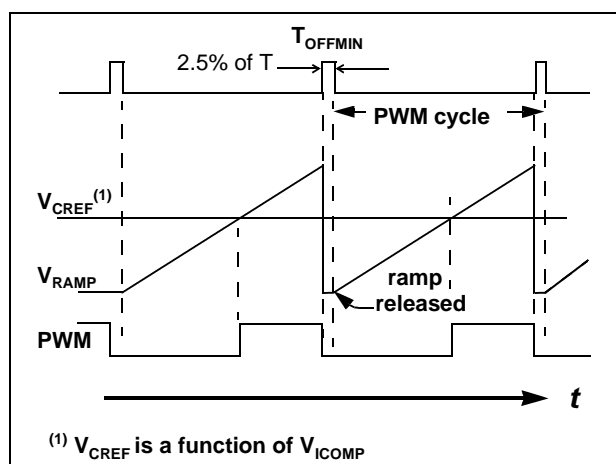 T_OFFMIN
2.5% of T
PWM cycle
V_CREF^(1)
V_RAMP
ramp
released
PWM
t
(1) V_CREF is a function of V_ICOMP